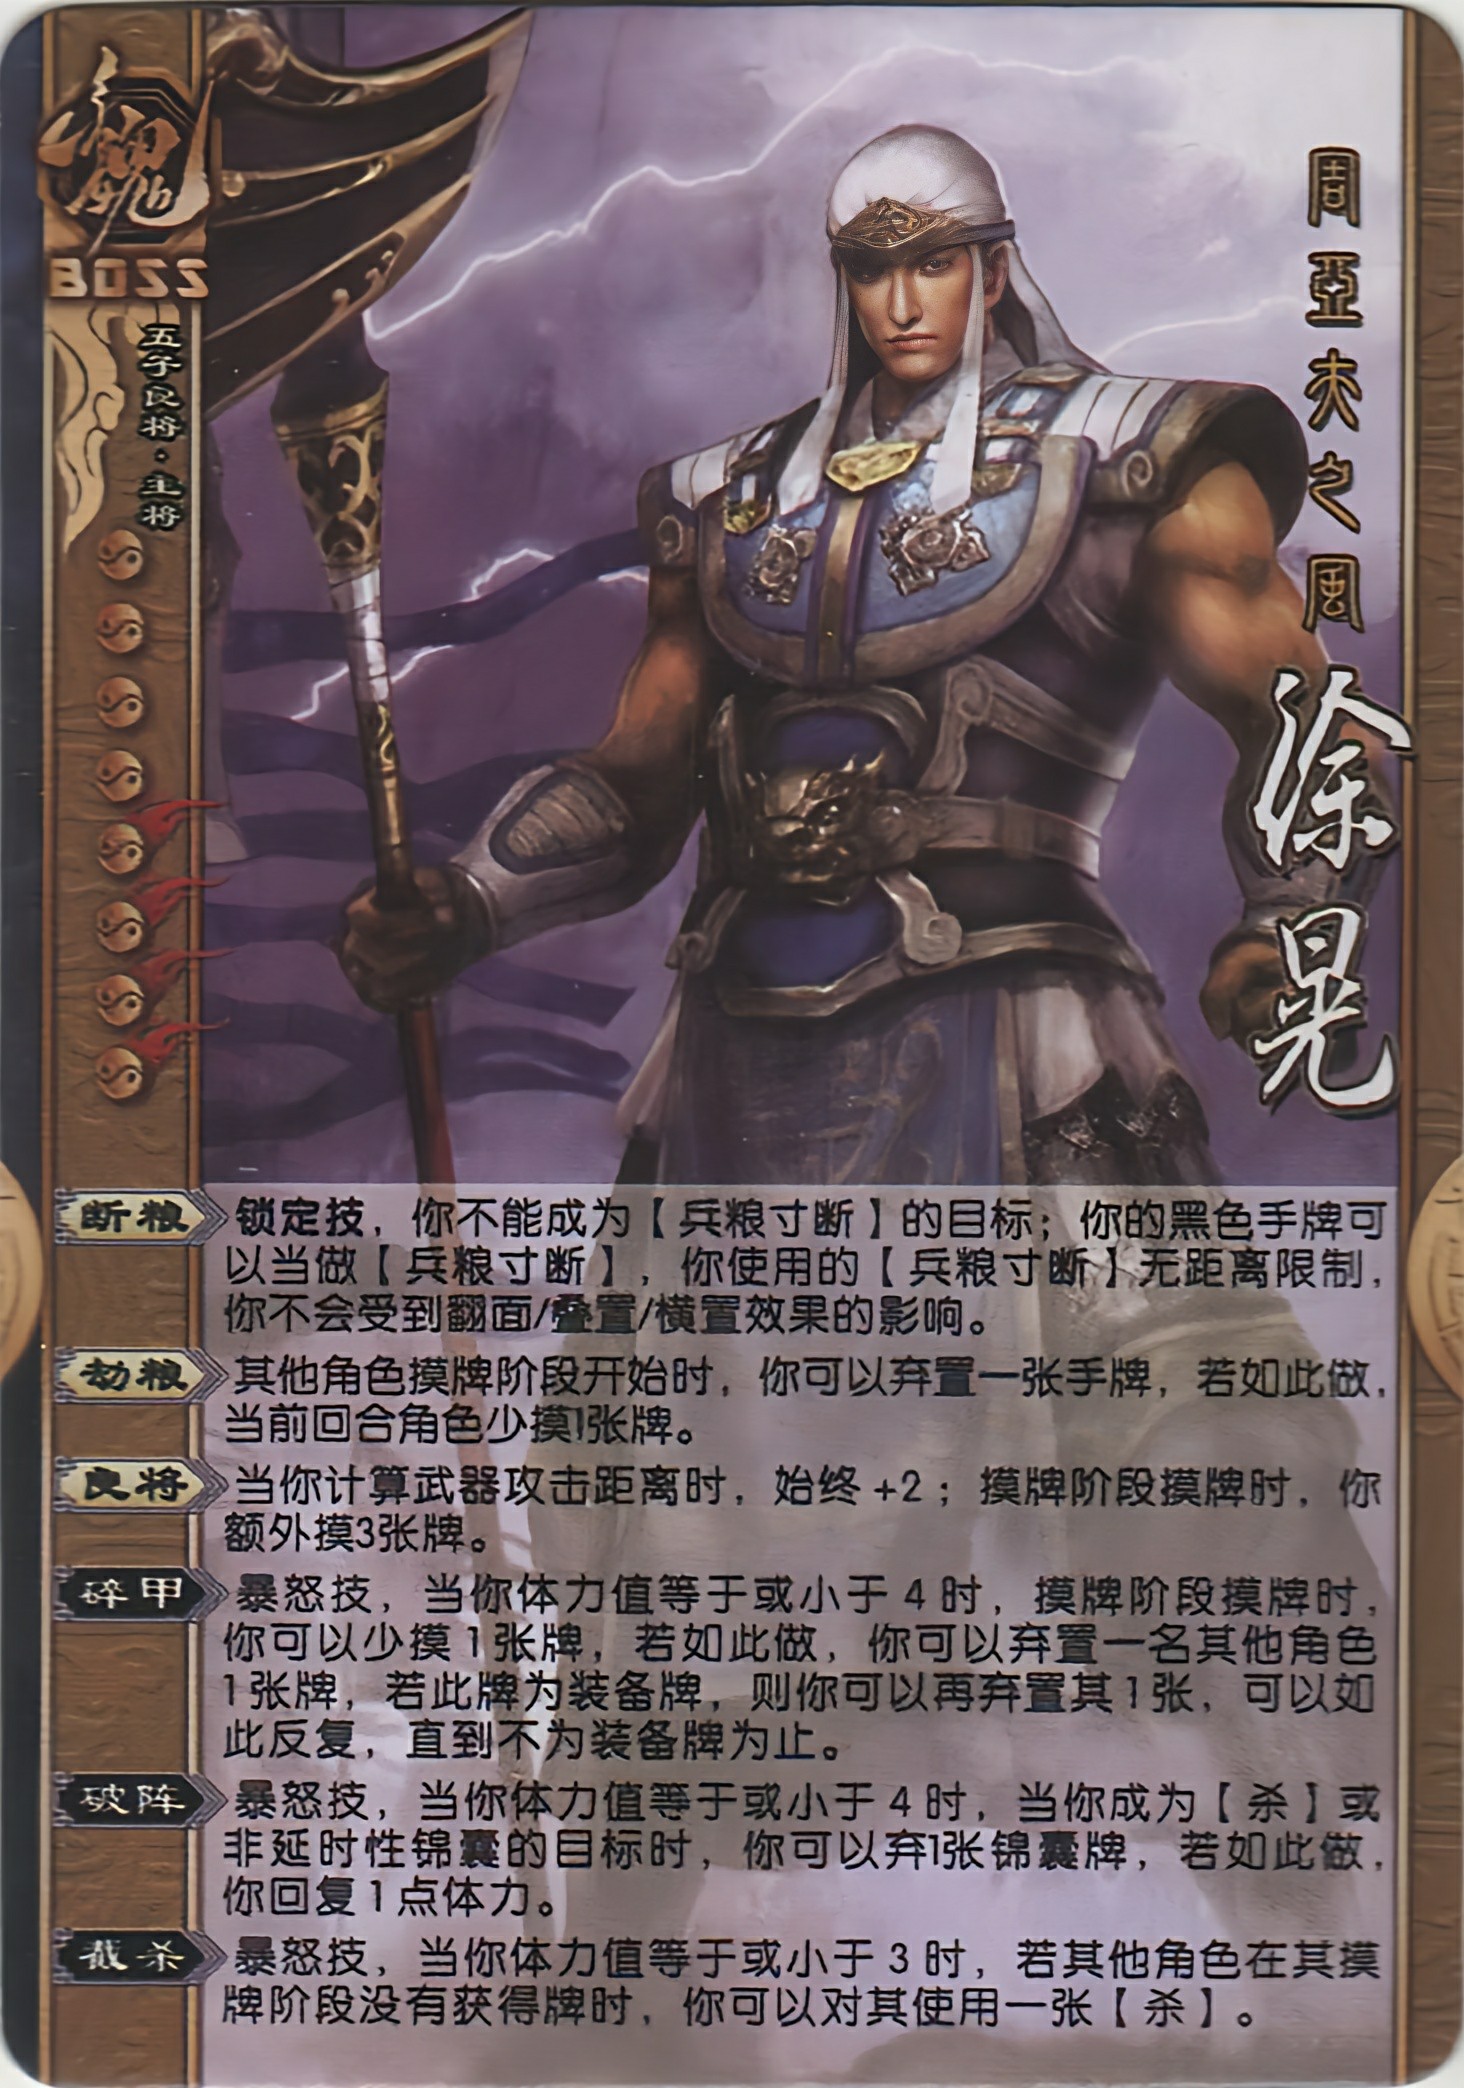 魏
BOSS
五子良将·主将
周亞夫之风
徐晃
断粮
锁定技，你不能成为【兵粮寸断】的目标；你的黑色手牌可
以当做【兵粮寸断】，你使用的【兵粮寸断】无距离限制，
你不会受到翻面/叠置/横置效果的影响。
劫粮
其他角色摸牌阶段开始时，你可以弃置一张手牌，若如此做，
当前回合角色少摸1张牌。
良将
当你计算武器攻击距离时，始终+2；摸牌阶段摸牌时，你
额外摸3张牌。
碎甲
暴怒技，当你体力值等于或小于4时，摸牌阶段摸牌时，
你可以少摸1张牌，若如此做，你可以弃置一名其他角色
1张牌，若此牌为装备牌，则你可以再弃置其1张，可以如
此反复，直到不为装备牌为止。
破阵
暴怒技，当你体力值等于或小于4时，当你成为【杀】或
非延时性锦囊的目标时，你可以弃1张锦囊牌，若如此做，
你回复1点体力。
截杀
暴怒技，当你体力值等于或小于3时，若其他角色在其摸
牌阶段没有获得牌时，你可以对其使用一张【杀】。